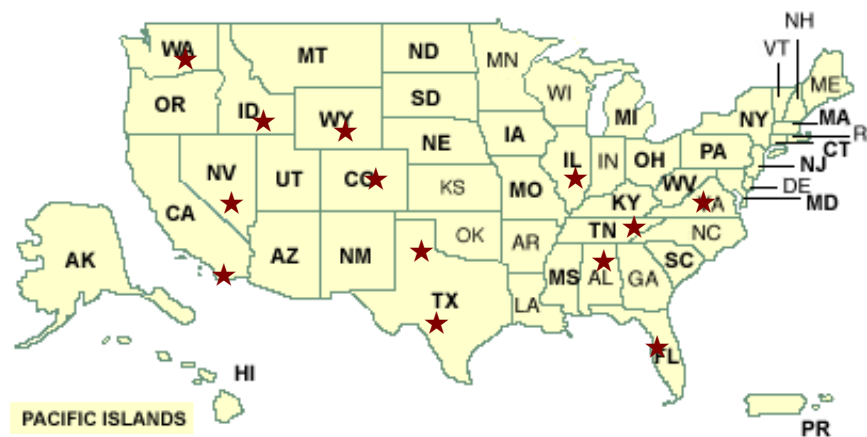 NH
VT
WA
MT
ND
MN
ME
OR
ID
SD
WI
MI
NY
MA
R
WY
IA
CT
NE
PA
NJ
NV
UT
CO
IL
IN
OH
WV
DE
KS
MO
KY
VA
MD
CA
TN
NC
OK
AR
AK
AZ
NM
MS
AL
GA
SC
TX
LA
FL
HI
PACIFIC ISLANDS
PR